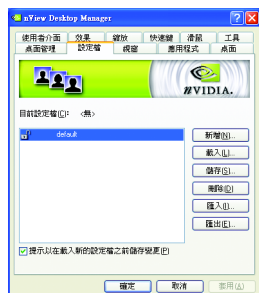 nView Desktop Manager
使用者介面 效果 縮放 快速鍵 滑鼠 工具
桌面管理 設定檔 視窗 應用程式 桌面
NVIDIA.
目前設定檔(C): <無>
default
新增(N)...
載入(L)...
儲存(S)...
刪除(D)
匯入(I)...
匯出(E)...
提示以在載入新的設定檔之前儲存變更(P)
確定 取消 套用(A)